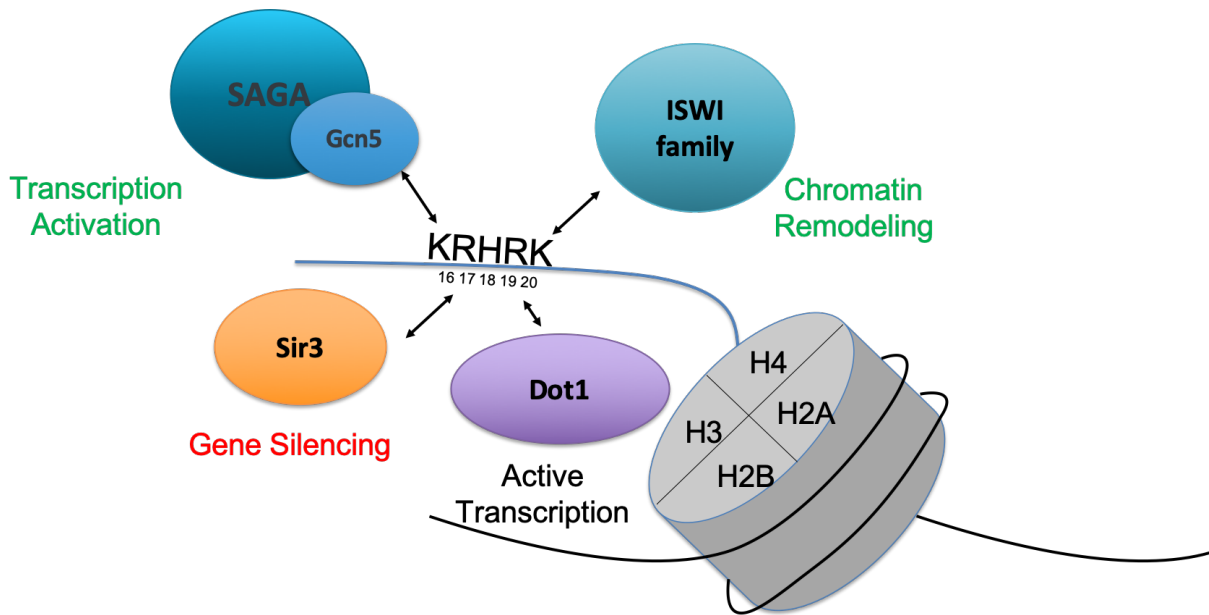 SAGA
Gcn5
ISWI
family
Transcription
Activation
Chromatin
Remodeling
KRHRK
16 17 18 19 20
Sir3
Dot1
Gene Silencing
Active
Transcription
H4
H3
H2A
H2B